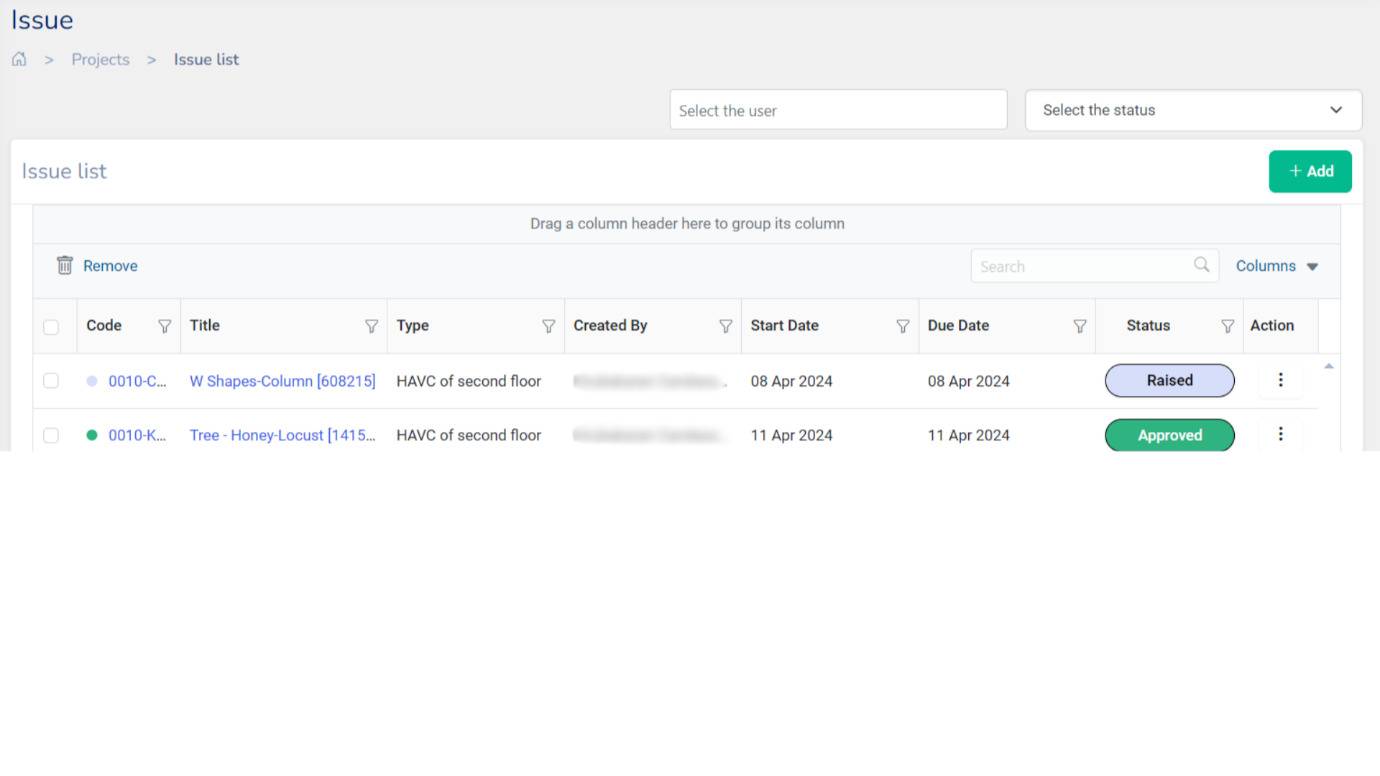 Issue
> Projects > Issue list
Select the user
Select the status
Issue list
+ Add
Drag a column header here to group its column
Remove
Search
Columns
Code Title Type Created By Start Date Due Date Status Action
0010-C... W Shapes-Column [608215] HAVC of second floor 08 Apr 2024 08 Apr 2024 Raised
0010-K... Tree - Honey-Locust [1415... HAVC of second floor 11 Apr 2024 11 Apr 2024 Approved